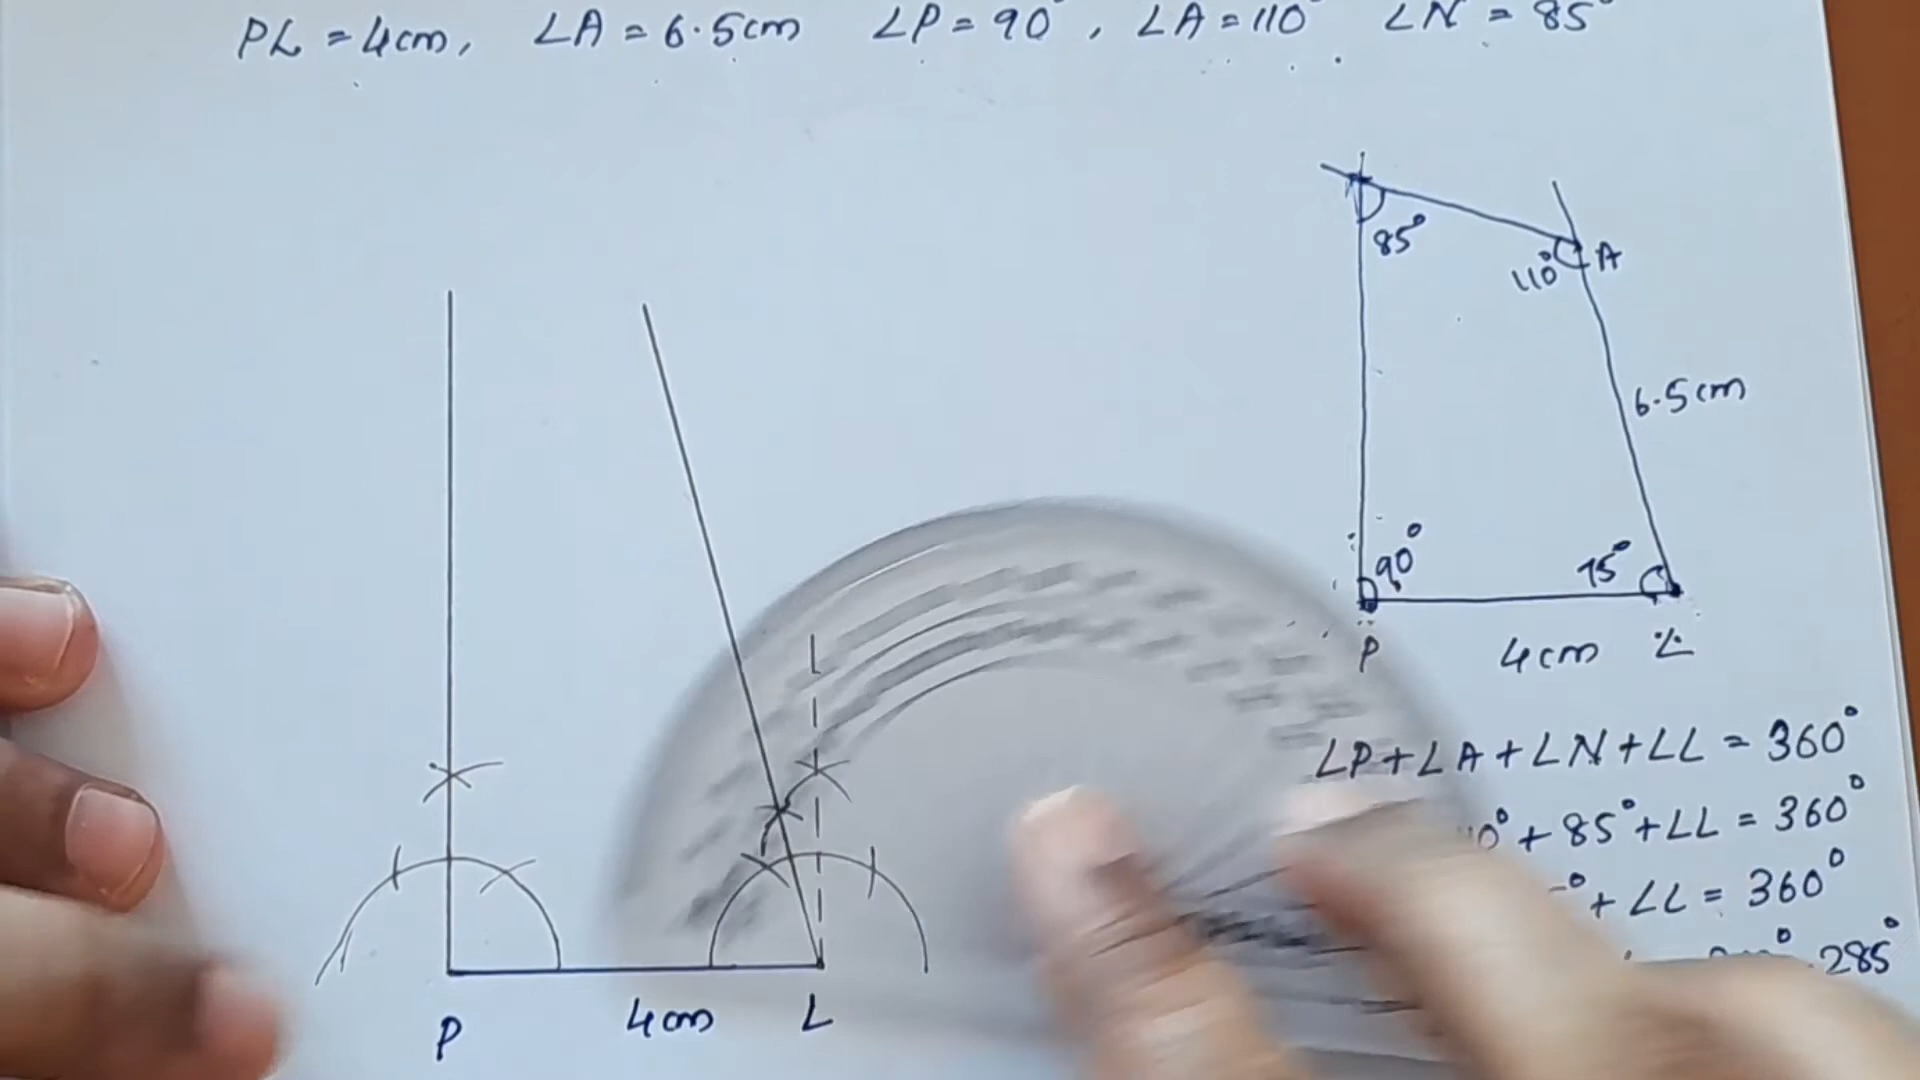 PL = 4cm, LA = 6.5cm ∠P = 90°, ∠A = 110° ∠N = 85°
85°
110° A
6.5cm
90° 75°
P 4cm L
∠P + ∠A + ∠N + ∠L = 360°
0° + 85° + ∠L = 360°
° + ∠L = 360°
285°
P 4cm L